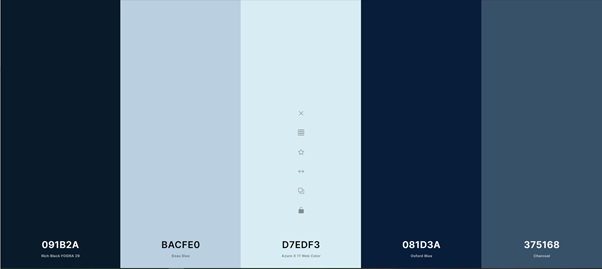 091B2A
Rich Black FOGRA 29
BACFE0
Beau Blue
D7EDF3
Azure X 11 Web Color
081D3A
Oxford Blue
375168
Charcoal